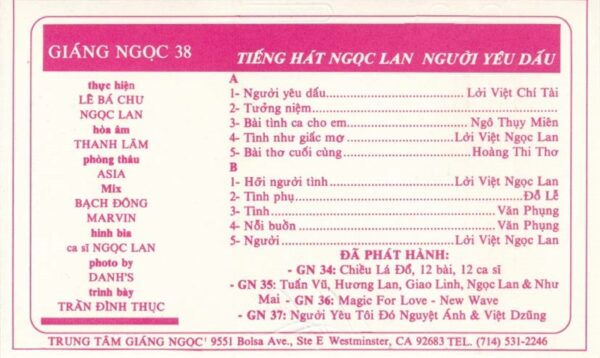 GIÁNG NGỌC 38
TIẾNG HÁT NGỌC LAN NGƯỜI YÊU DẤU
thực hiện
LÊ BÁ CHƯ
NGỌC LAN
hòa âm
THANH LÂM
phòng thâu
ASIA
Mix
BẠCH ĐÔNG
MARVIN
hình bìa
ca sĩ NGỌC LAN
photo by
DANH'S
trình bày
TRẦN ĐÌNH THỤC
A
1- Người yêu dấu..............................Lời Việt Chí Tài
2- Tưởng niệm..............................
3- Bài tình ca cho em..............................Ngô Thụy Miên
4- Tình như giấc mơ..............................Lời Việt Ngọc Lan
5- Bài thơ cuối cùng..............................Hoàng Thi Thơ
B
1- Hỡi người tình..............................Lời Việt Ngọc Lan
2- Tình phụ..............................Đỗ Lễ
3- Tình..............................Văn Phụng
4- Nỗi buồn..............................Văn Phụng
5- Người..............................Lời Việt Ngọc Lan
ĐÃ PHÁT HÀNH:
- GN 34: Chiều Lá Đổ, 12 bài, 12 ca sĩ
- GN 35: Tuấn Vũ, Hương Lan, Giao Linh, Ngọc Lan & Như
Mai - GN 36: Magic For Love - New Wave
- GN 37: Người Yêu Tôi Đó Nguyệt Ánh & Việt Dzũng
TRUNG TÂM GIÁNG NGỌC 9551 Bolsa Ave., Ste E Westminster, CA 92683 TEL. (714) 531-2246